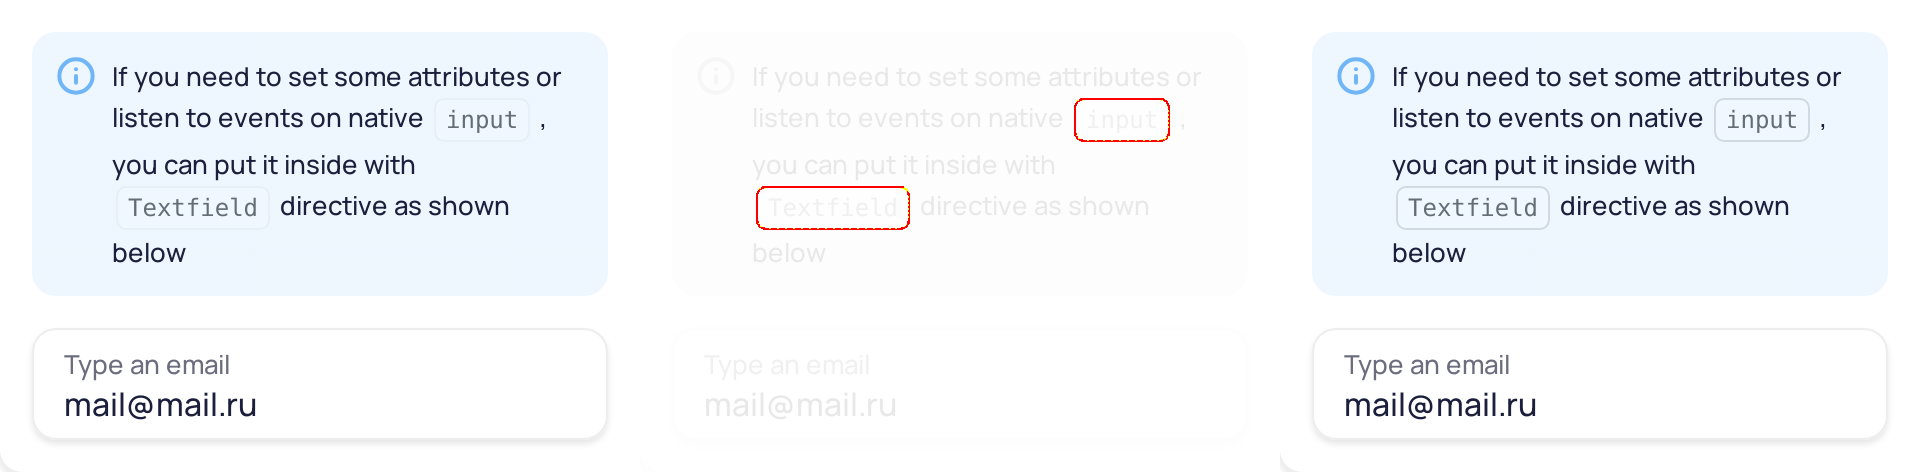 If you need to set some attributes or
listen to events on native input ,
you can put it inside with
Textfield directive as shown
below
Type an email
mail@mail.ru
If you need to set some attributes or
listen to events on native input ,
you can put it inside with
Textfield directive as shown
below
Type an email
mail@mail.ru
If you need to set some attributes or
listen to events on native input ,
you can put it inside with
Textfield directive as shown
below
Type an email
mail@mail.ru